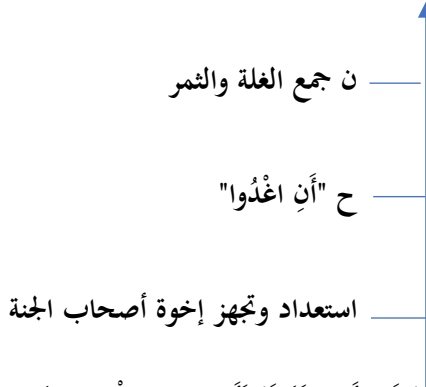 ن جمع الغلة والثمر
ح "أَنِ اغْدُوا"
استعداد وتجهز إخوة أصحاب الجنة